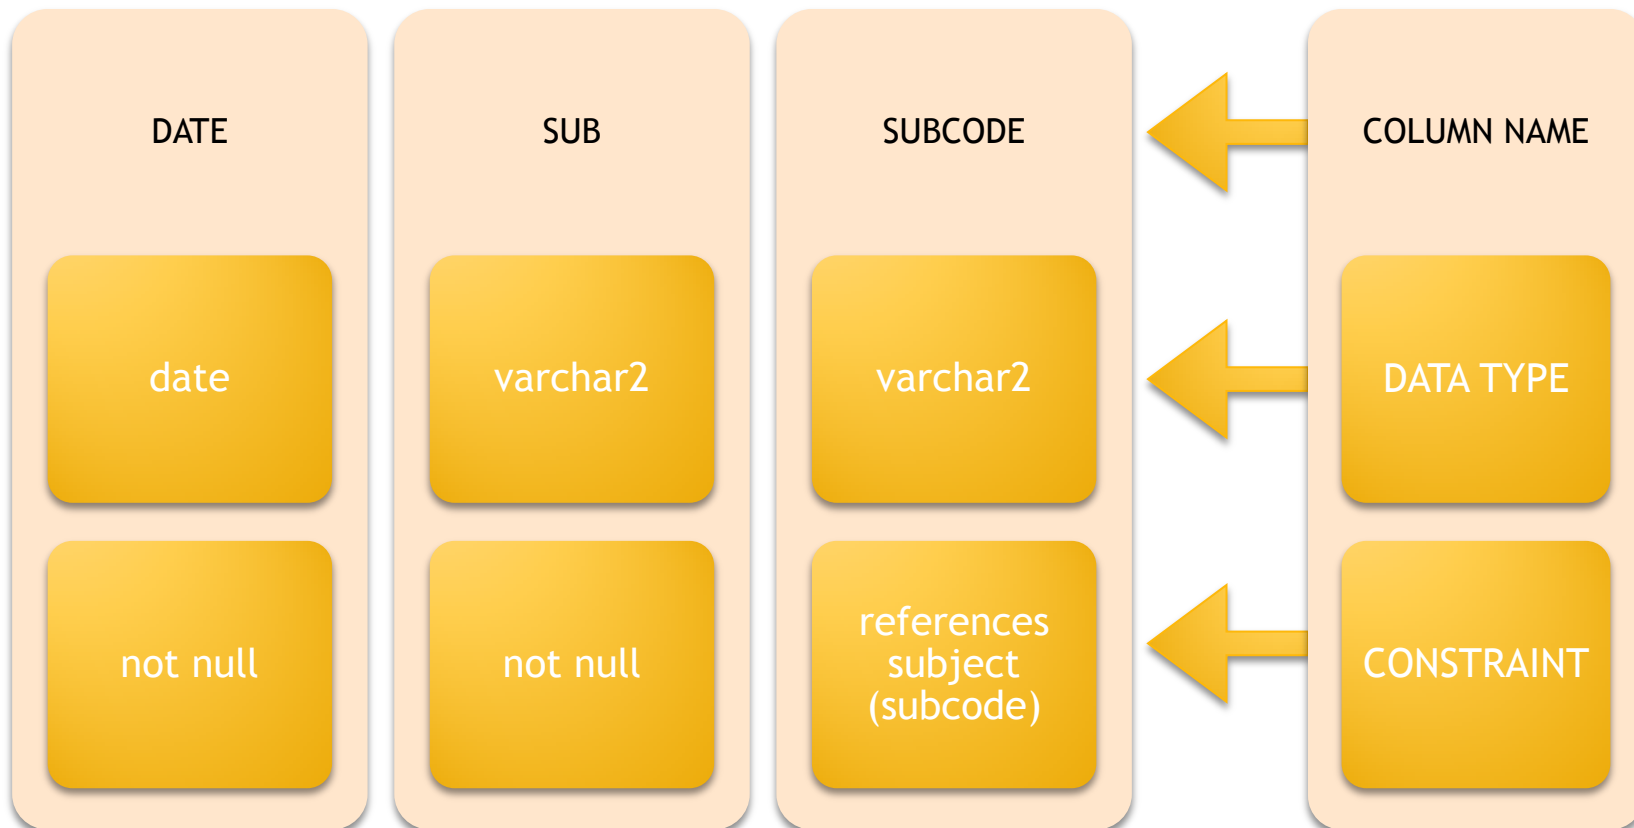 DATE
SUB
SUBCODE
COLUMN NAME
date
varchar2
varchar2
DATA TYPE
not null
not null
references
subject
(subcode)
CONSTRAINT